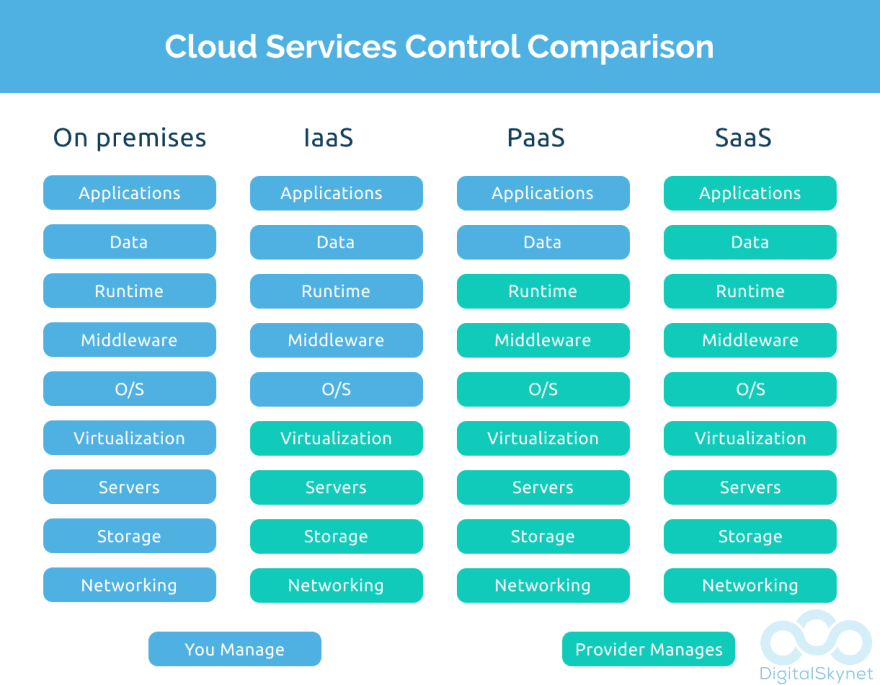 Cloud Services Control Comparison
On premises IaaS PaaS SaaS
Applications Applications Applications Applications
Data Data Data Data
Runtime Runtime Runtime Runtime
Middleware Middleware Middleware Middleware
O/S O/S O/S O/S
Virtualization Virtualization Virtualization Virtualization
Servers Servers Servers Servers
Storage Storage Storage Storage
Networking Networking Networking Networking
You Manage Provider Manages
DigitalSkynet